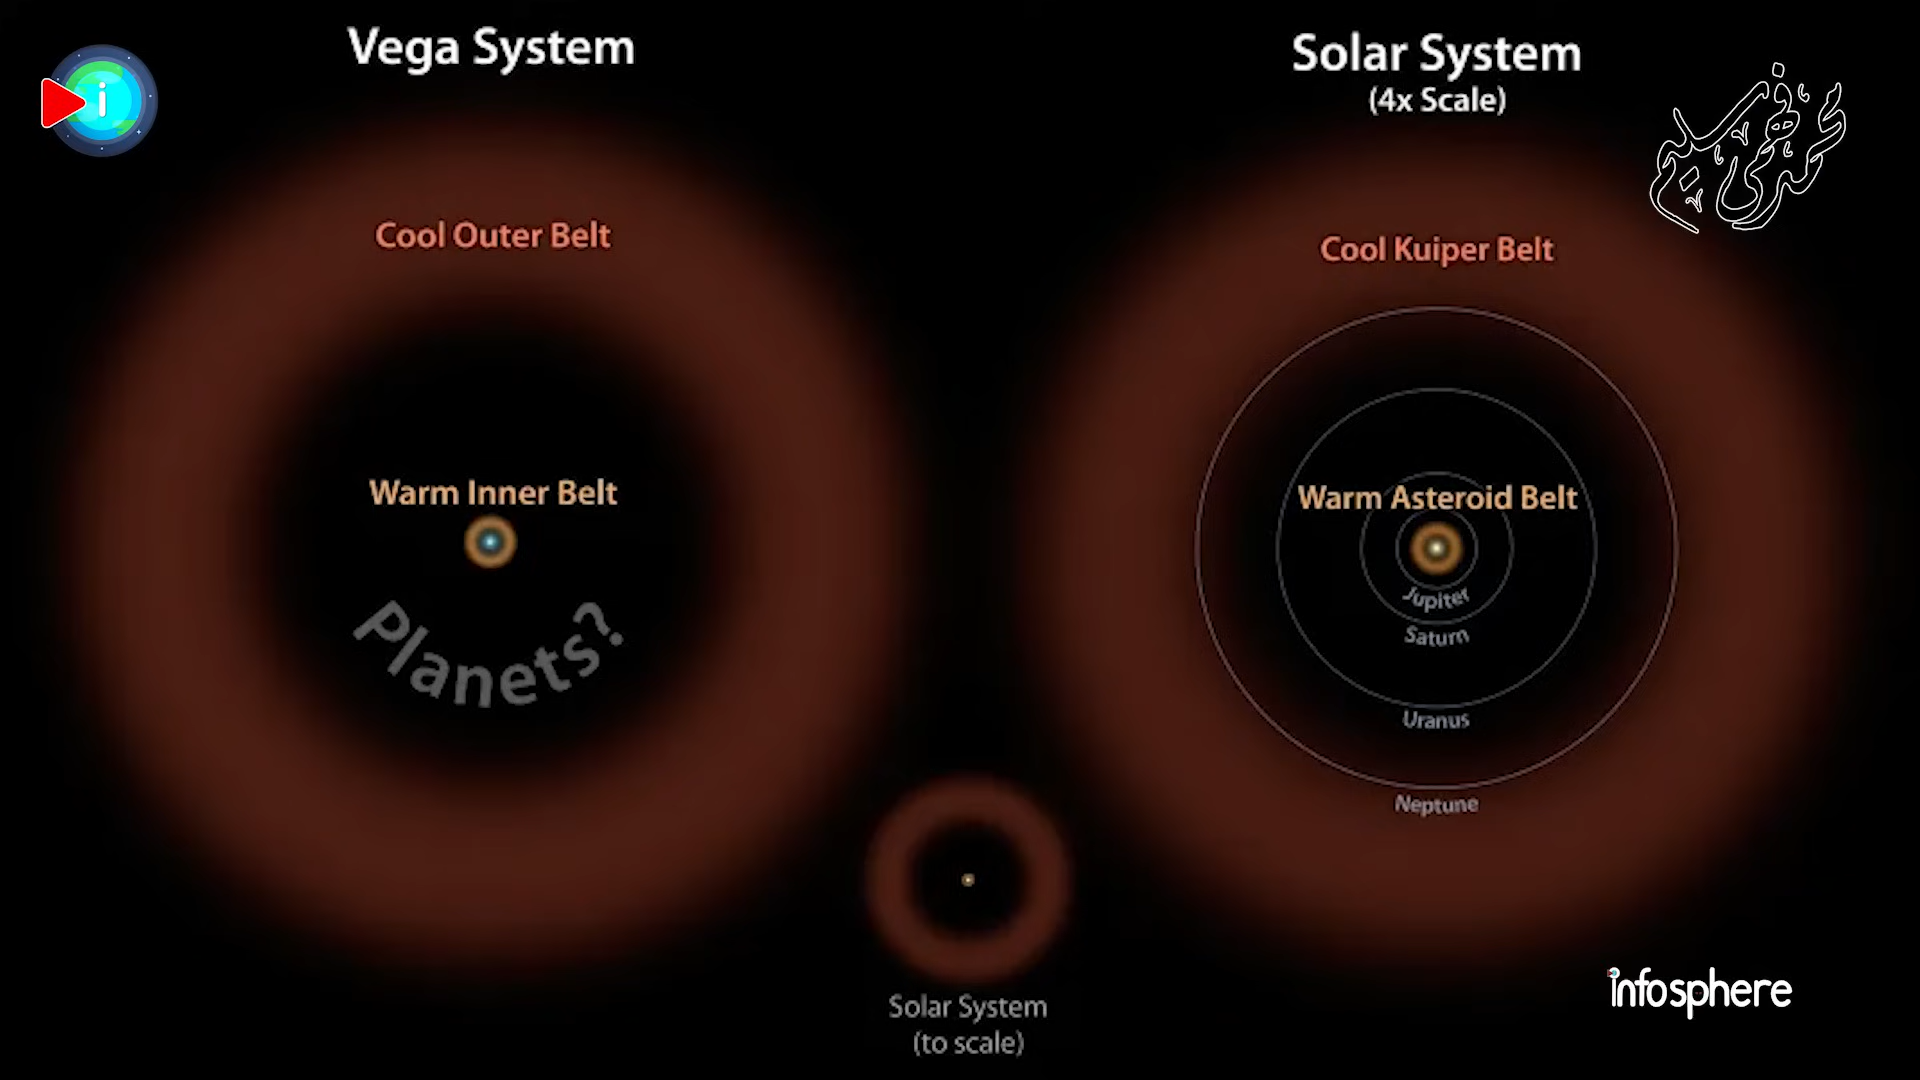 Vega System
Solar System
(4x Scale)
i
Cool Outer Belt
Cool Kuiper Belt
Warm Inner Belt
Warm Asteroid Belt
Planets?
Jupiter
Saturn
Uranus
Neptune
Solar System
(to scale)
infosphere